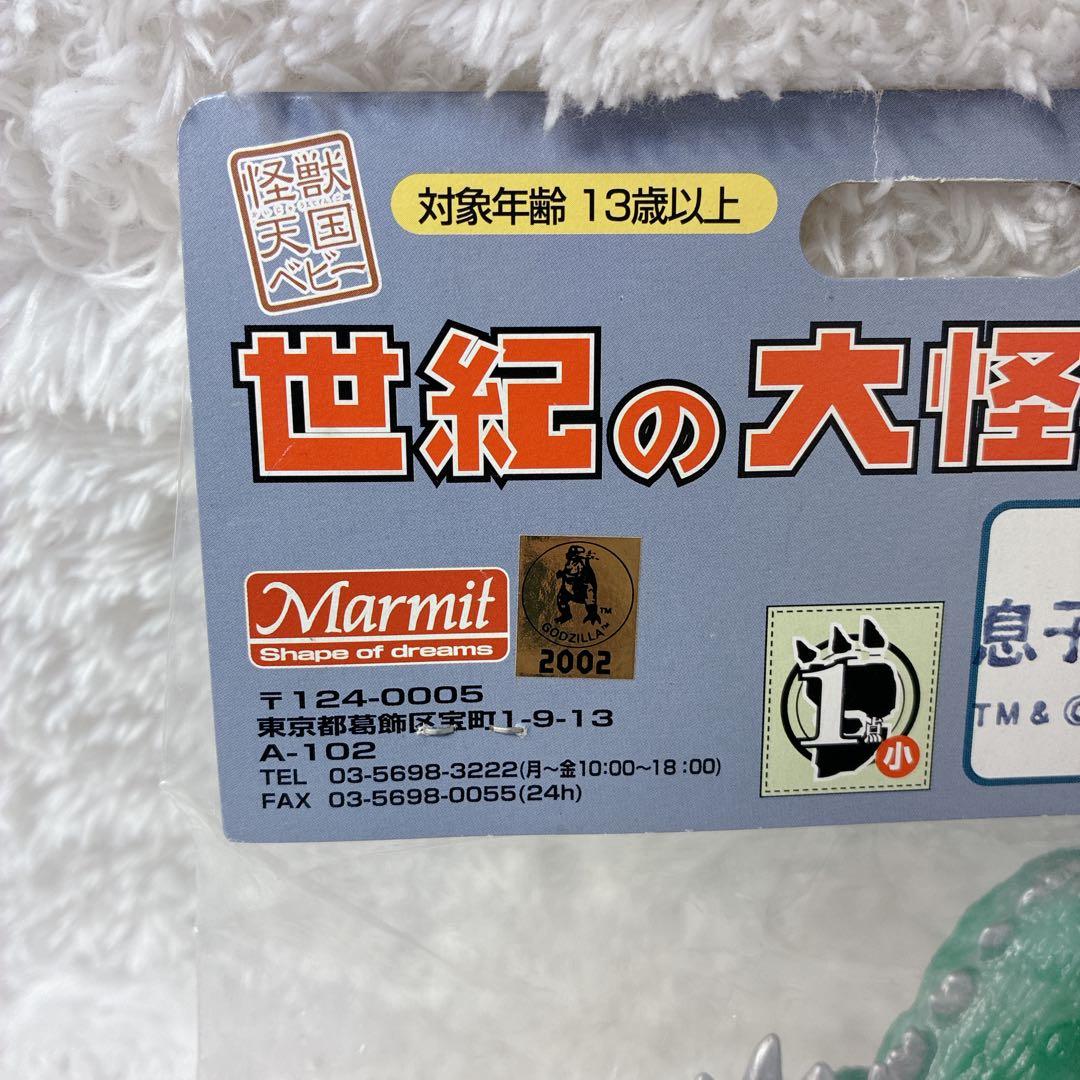 怪獣
天国
ベビー
対象年齢 13歳以上
世紀の大怪
Marmit
Shape of dreams
GODZILLA™
TM
2002
〒124-0005
東京都葛飾区宝町1-9-13
A-102
TEL 03-5698-3222(月～金10:00～18:00)
FAX 03-5698-0055(24h)
1点
小
息子
TM & ©